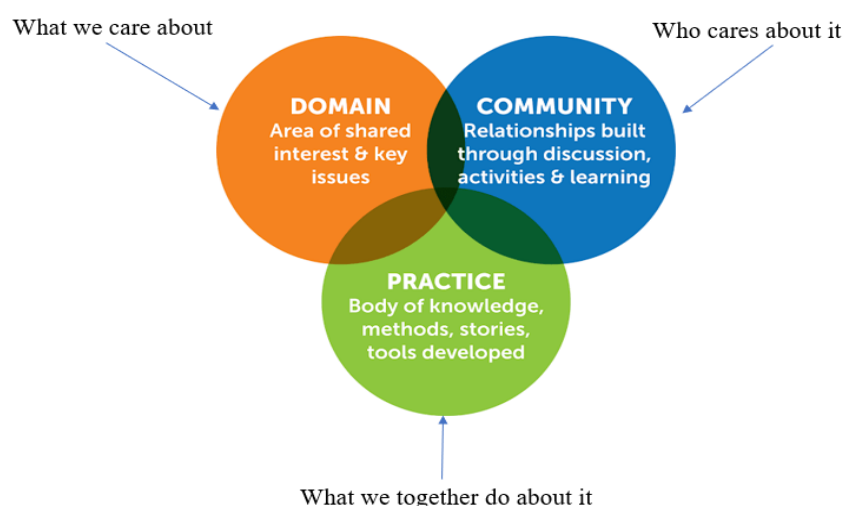 What we care about
Who cares about it
DOMAIN
Area of shared
interest & key
issues
COMMUNITY
Relationships built
through discussion,
activities & learning
PRACTICE
Body of knowledge,
methods, stories,
tools developed
What we together do about it